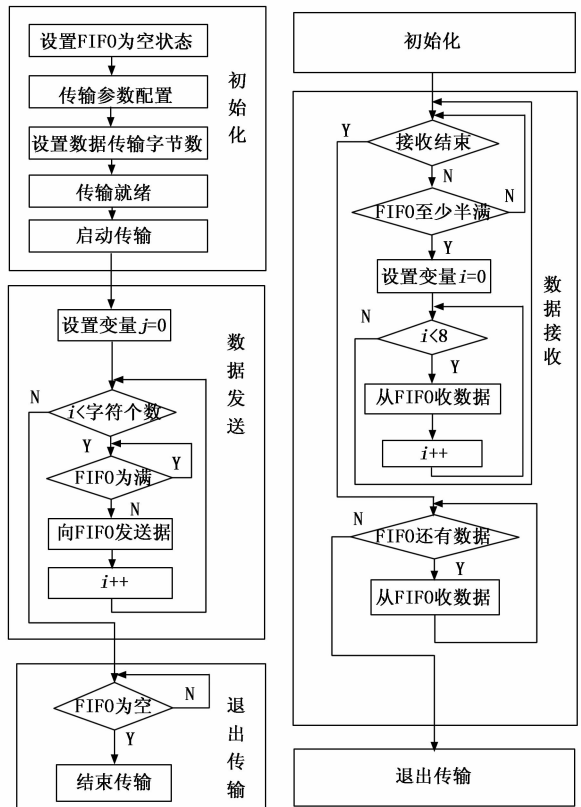 设置FIFO为空状态
传输参数配置
设置数据传输字节数
传输就绪
启动传输
初始化
设置变量j=0
i<字符个数
N
Y
FIFO为满
Y
N
向FIFO发送据
i++
数据发送
FIFO为空
N
Y
结束传输
退出传输
初始化
接收结束
Y
N
FIFO至少半满
N
Y
设置变量i=0
i<8
N
Y
从FIFO收数据
i++
数据接收
FIFO还有数据
N
Y
从FIFO收数据
退出传输